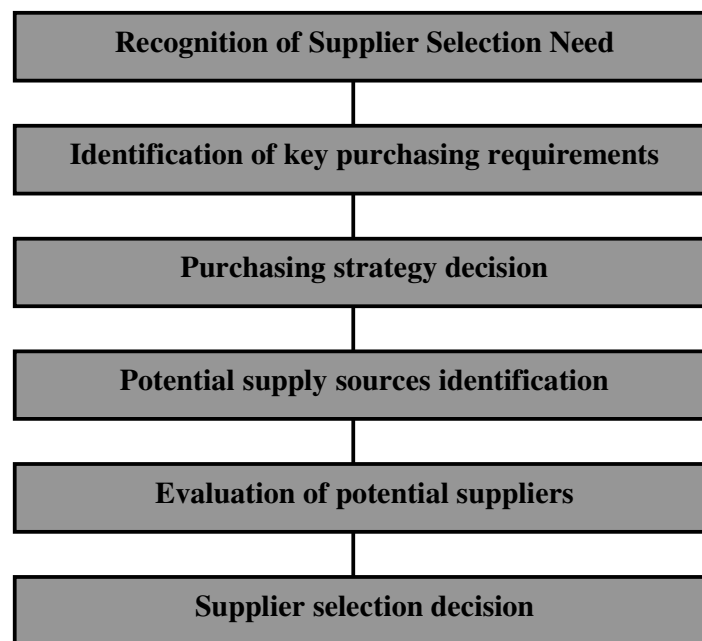 Recognition of Supplier Selection Need
Identification of key purchasing requirements
Purchasing strategy decision
Potential supply sources identification
Evaluation of potential suppliers
Supplier selection decision